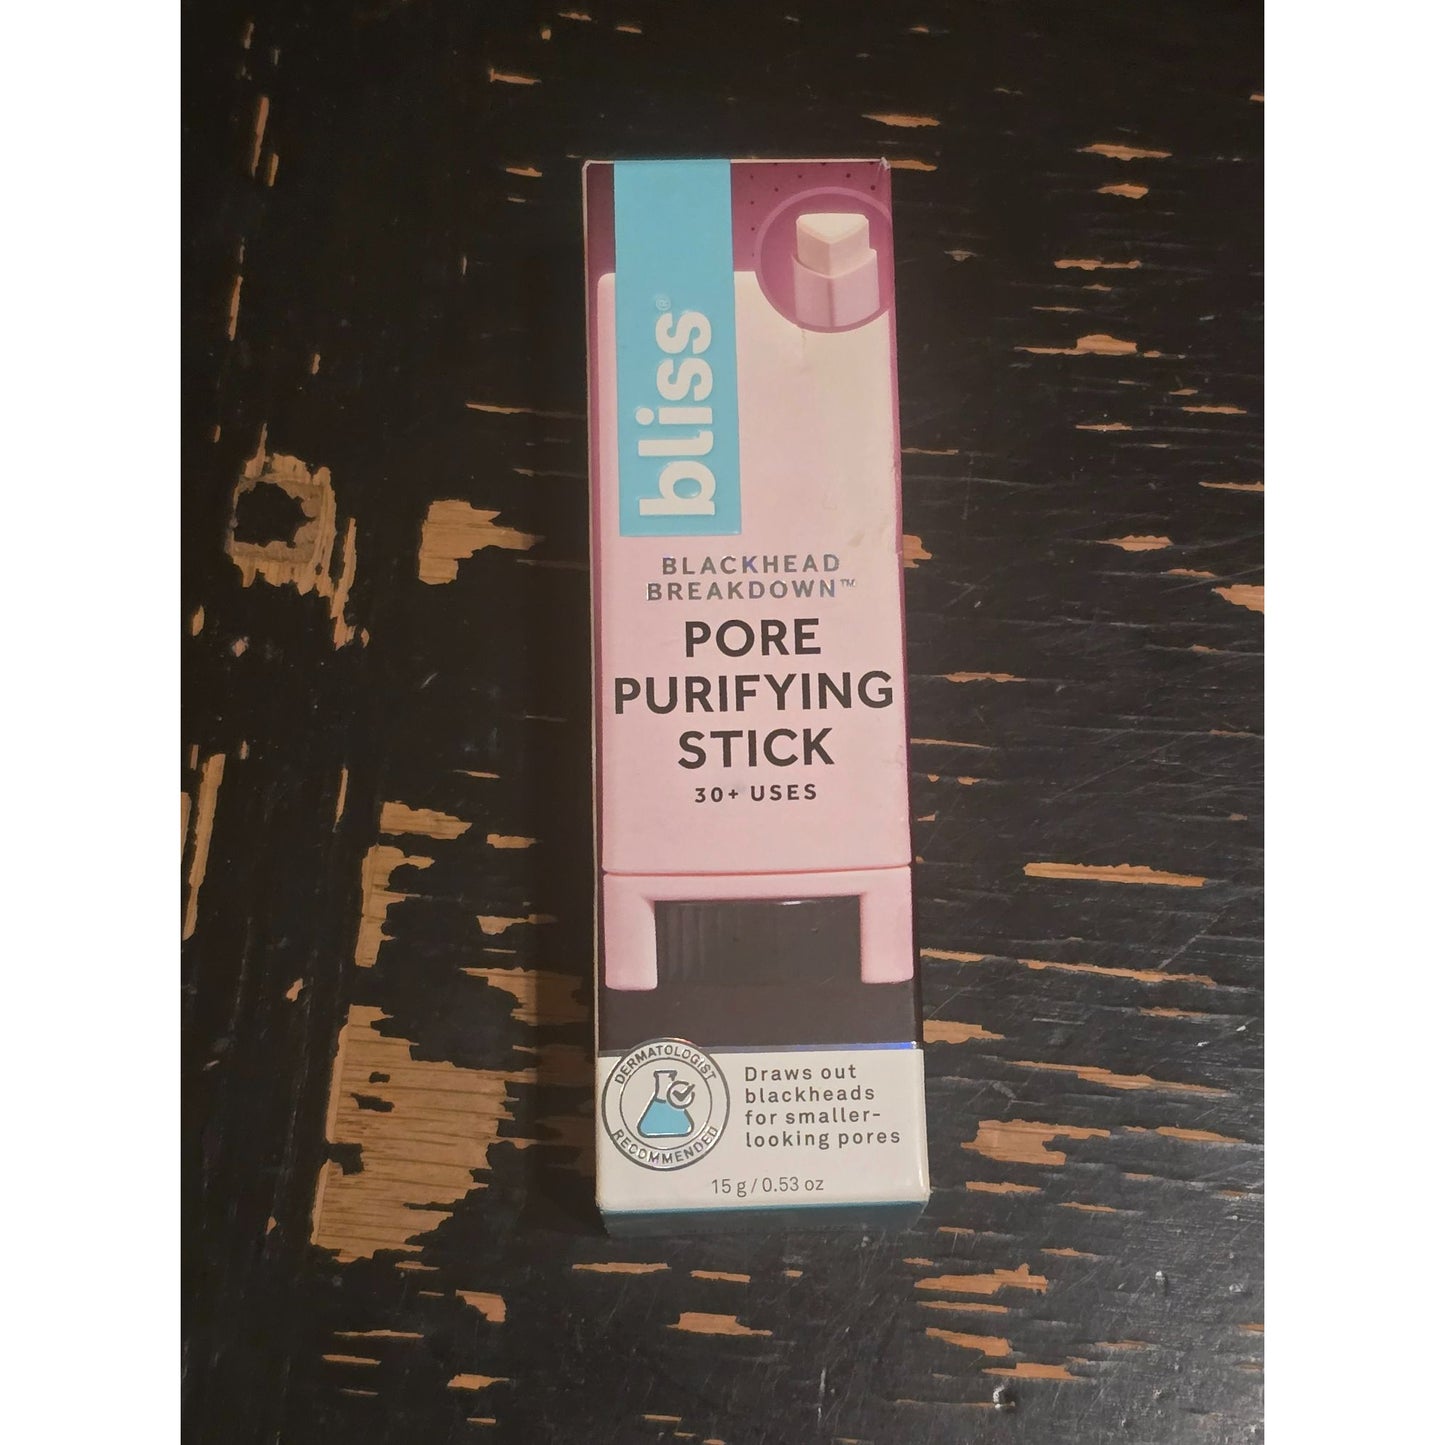 bliss®
BLACKHEAD
BREAKDOWN™
PORE
PURIFYING
STICK
30+ USES
DERMATOLOGIST
RECOMMENDED
Draws out
blackheads
for smaller-
looking pores
15 g / 0.53 oz